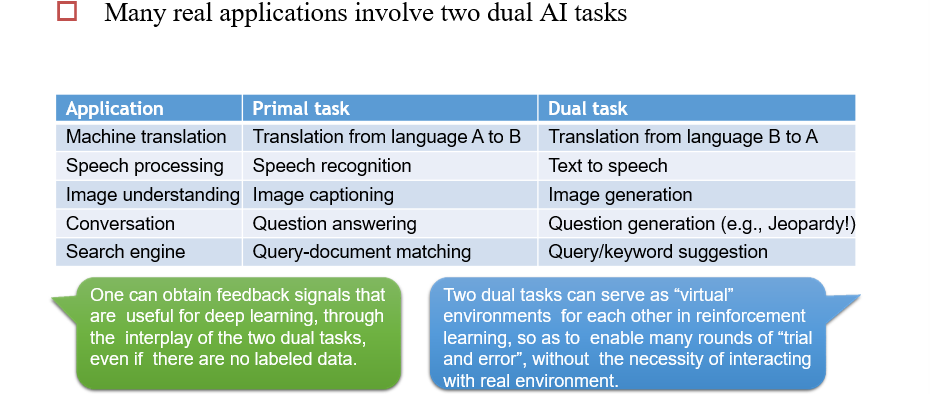 Many real applications involve two dual AI tasks
Application Primal task Dual task
Machine translation Translation from language A to B Translation from language B to A
Speech processing Speech recognition Text to speech
Image understanding Image captioning Image generation
Conversation Question answering Question generation (e.g., Jeopardy!)
Search engine Query-document matching Query/keyword suggestion
One can obtain feedback signals that
are useful for deep learning, through
the interplay of the two dual tasks,
even if there are no labeled data.
Two dual tasks can serve as “virtual”
environments for each other in reinforcement
learning, so as to enable many rounds of “trial
and error”, without the necessity of interacting
with real environment.